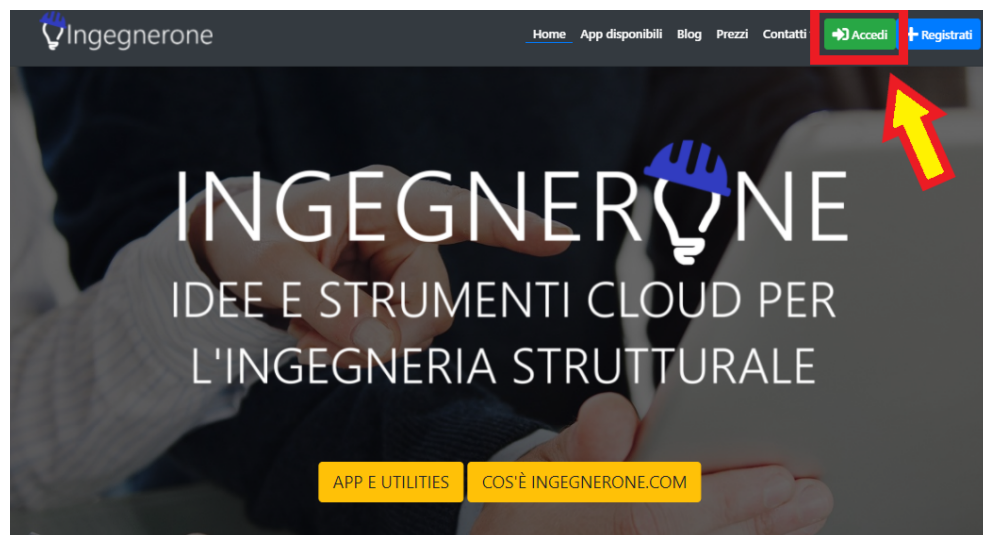 Ingegnerone
Home App disponibili Blog Prezzi Contatti Accedi Registrati
INGEGNERONE
IDEE E STRUMENTI CLOUD PER
L'INGEGNERIA STRUTTURALE
APP E UTILITIES COS'È INGEGNERONE.COM